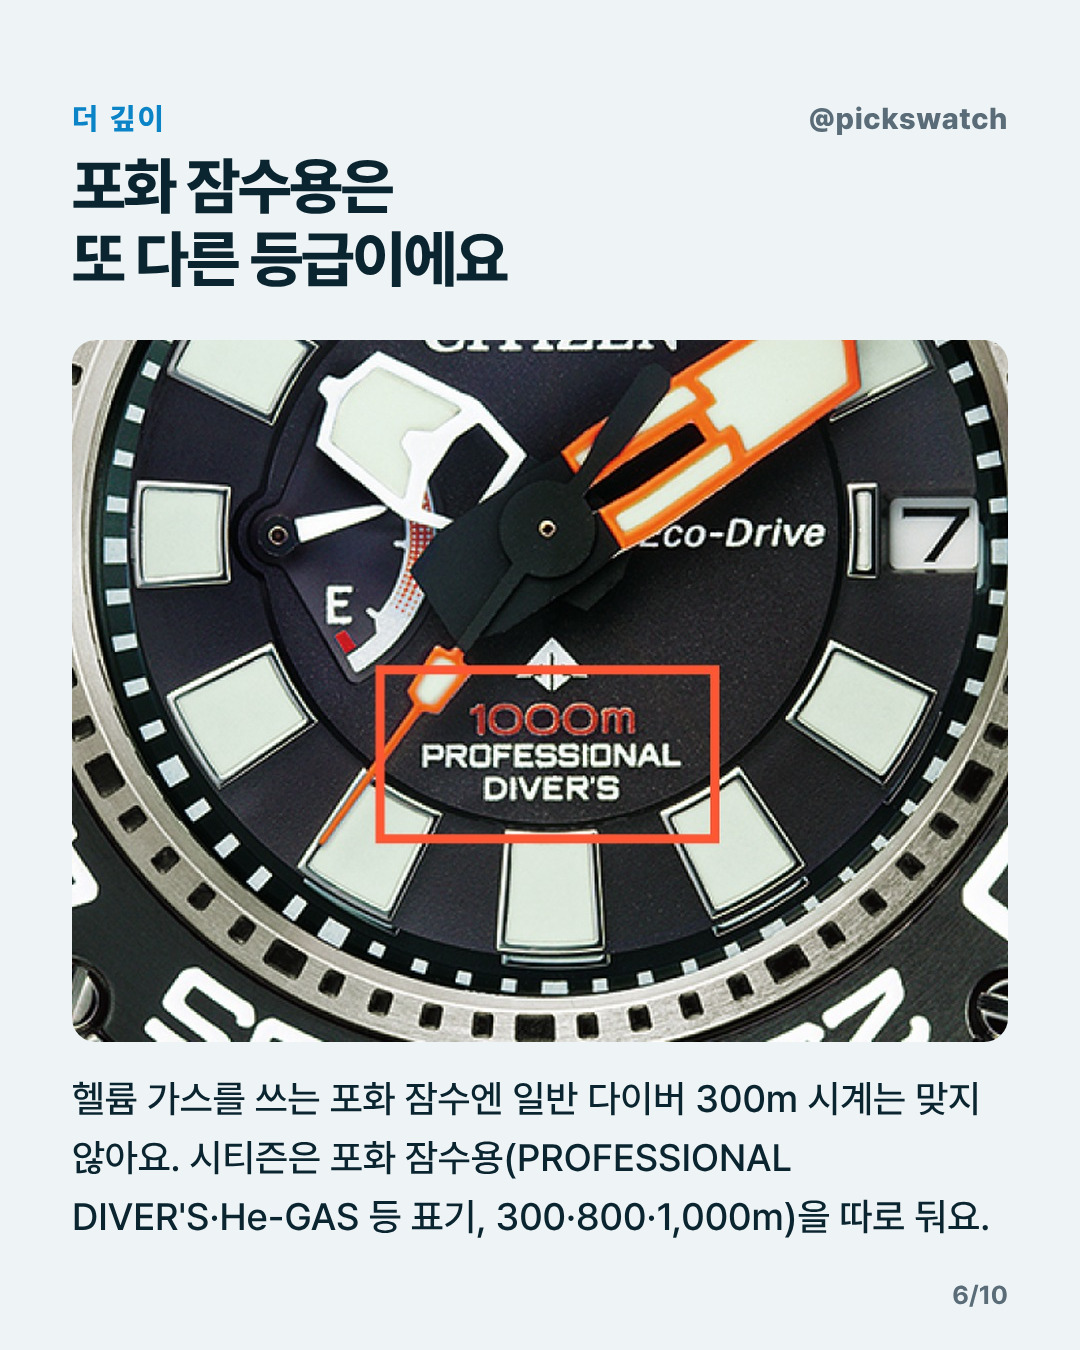 더 깊이
@pickswatch
포화 잠수용은
또 다른 등급이에요
CITIZEN
Eco-Drive
7
E
1000m
PROFESSIONAL
DIVER'S
헬륨 가스를 쓰는 포화 잠수엔 일반 다이버 300m 시계는 맞지
않아요. 시티즌은 포화 잠수용(PROFESSIONAL
DIVER'S·He-GAS 등 표기, 300·800·1,000m)을 따로 둬요.
6/10